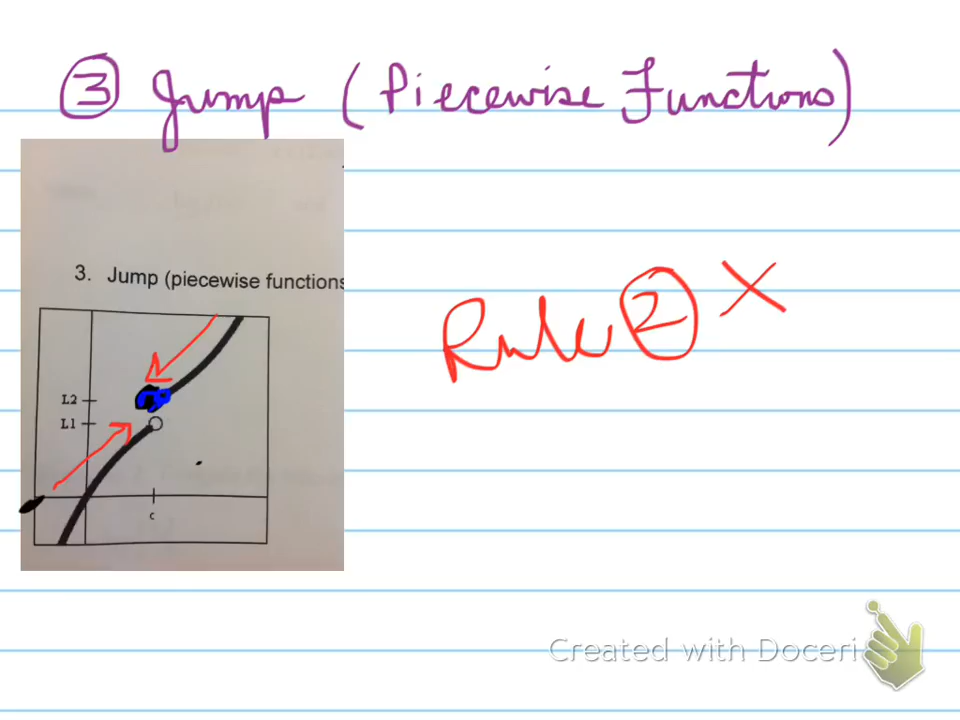 ③ Jump (Piecewise Functions)
3. Jump (piecewise functions
Rule ② X
L2
L1
c
Created with Doceri